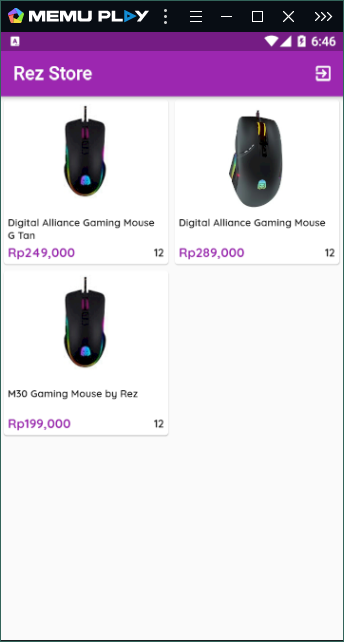 MEMU PLAY
A
6:46
Rez Store
Digital Alliance Gaming Mouse
G Tan
Rp249,000
12
Digital Alliance Gaming Mouse
Rp289,000
12
M30 Gaming Mouse by Rez
Rp199,000
12